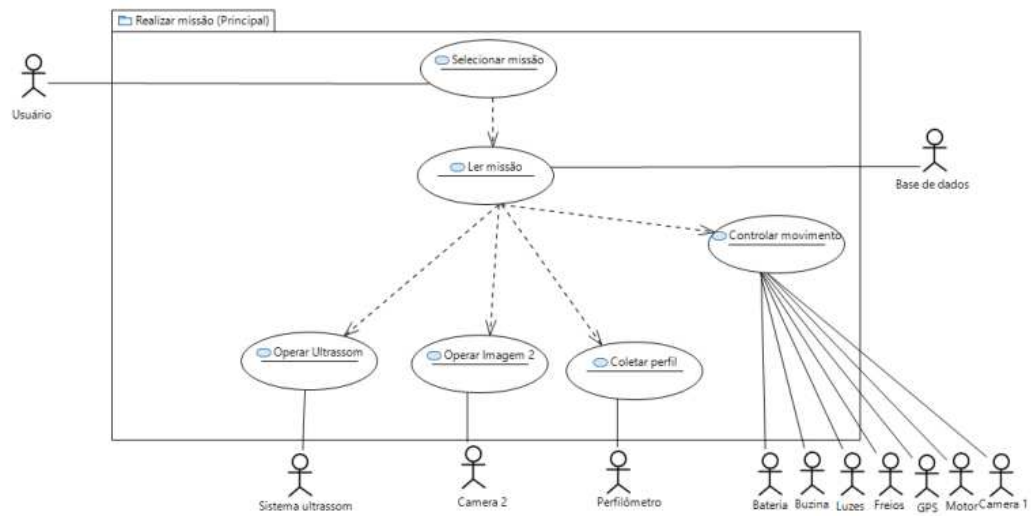 Realizar missão (Principal)
Selecionar missão
Usuário
Ler missão
Base de dados
Controlar movimento
Operar Ultrassom
Operar Imagem 2
Coletar perfil
Sistema ultrassom
Camera 2
Perfilômetro
Bateria
Buzina
Luzes
Freios
GPS
Motor
Camera 1